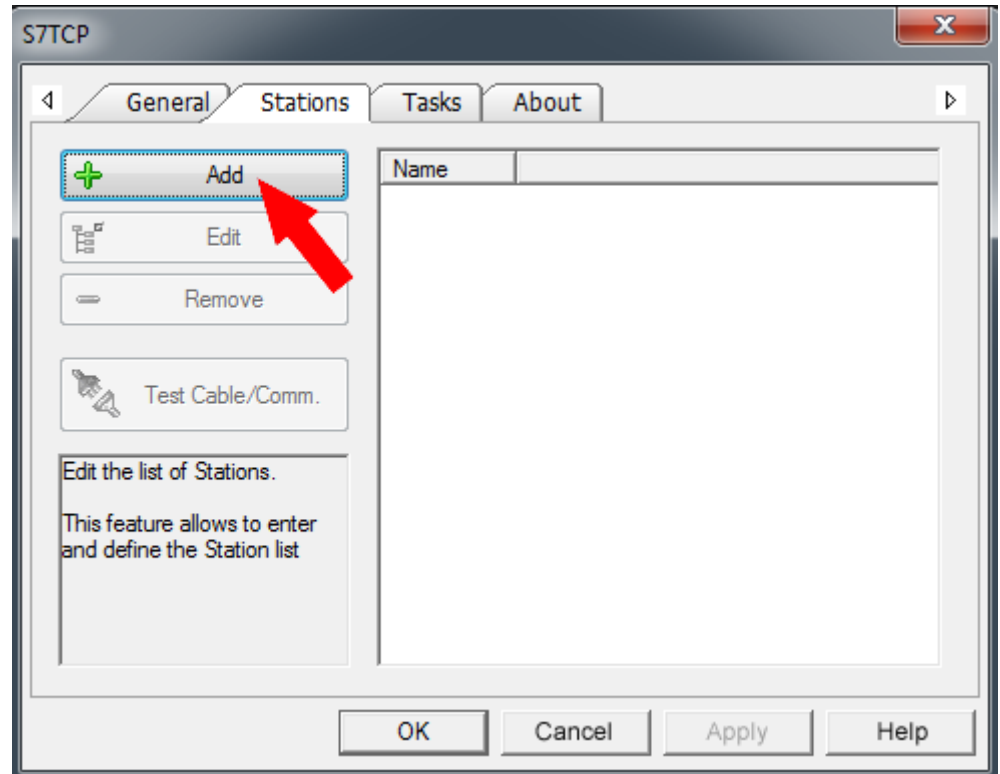 S7TCP
General Stations Tasks About
Add
Name
Edit
Remove
Test Cable/Comm.
Edit the list of Stations.
This feature allows to enter
and define the Station list
OK Cancel Apply Help